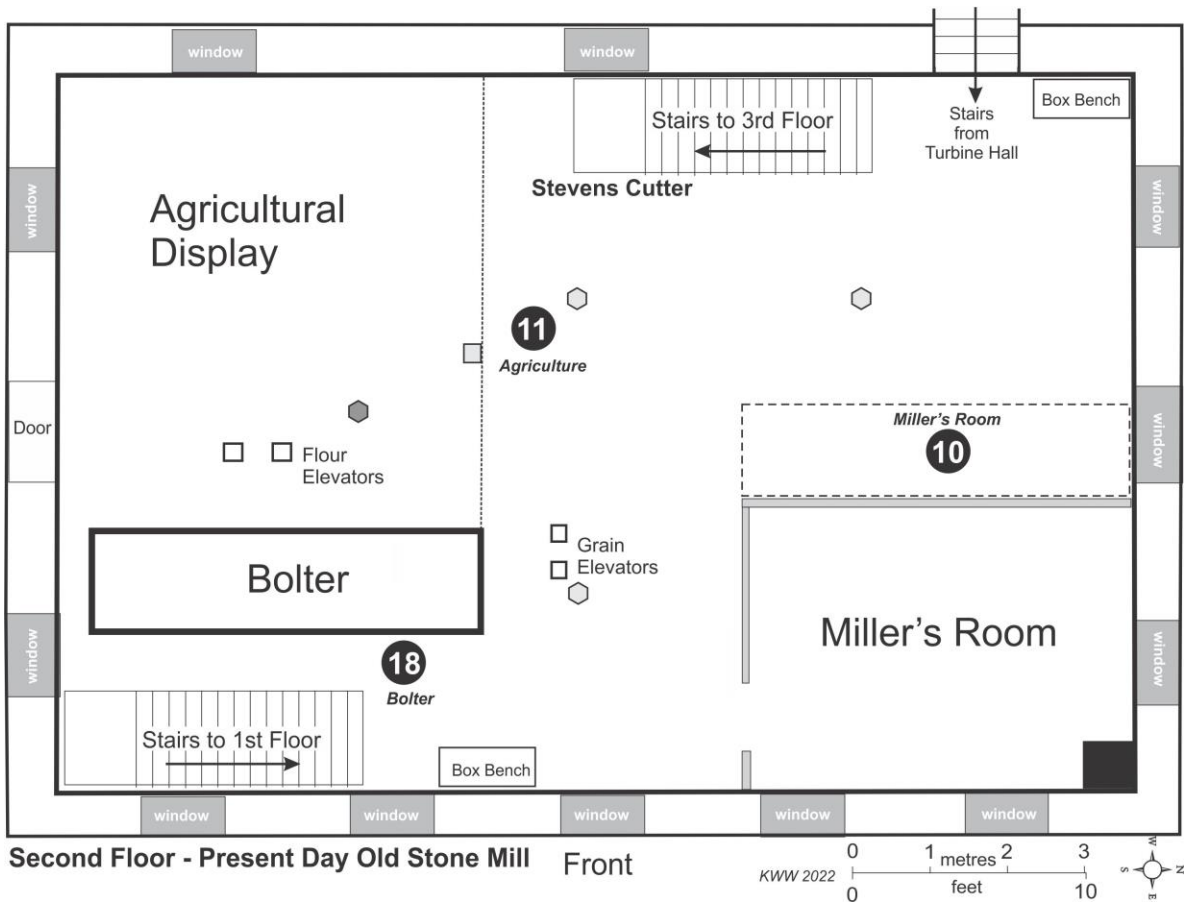 window
window
Stairs to 3rd Floor
Box Bench
Stairs
from
Turbine Hall
Stevens Cutter
window
window
Agricultural
Display
11
Agriculture
Door
Flour
Elevators
Miller's Room
10
window
Grain
Elevators
Bolter
Miller's Room
window
window
18
Bolter
Stairs to 1st Floor
Box Bench
window
window
window
window
window
Second Floor - Present Day Old Stone Mill
Front
KWW 2022
0 1 metres 2 3
0 feet 10
W
S N
E